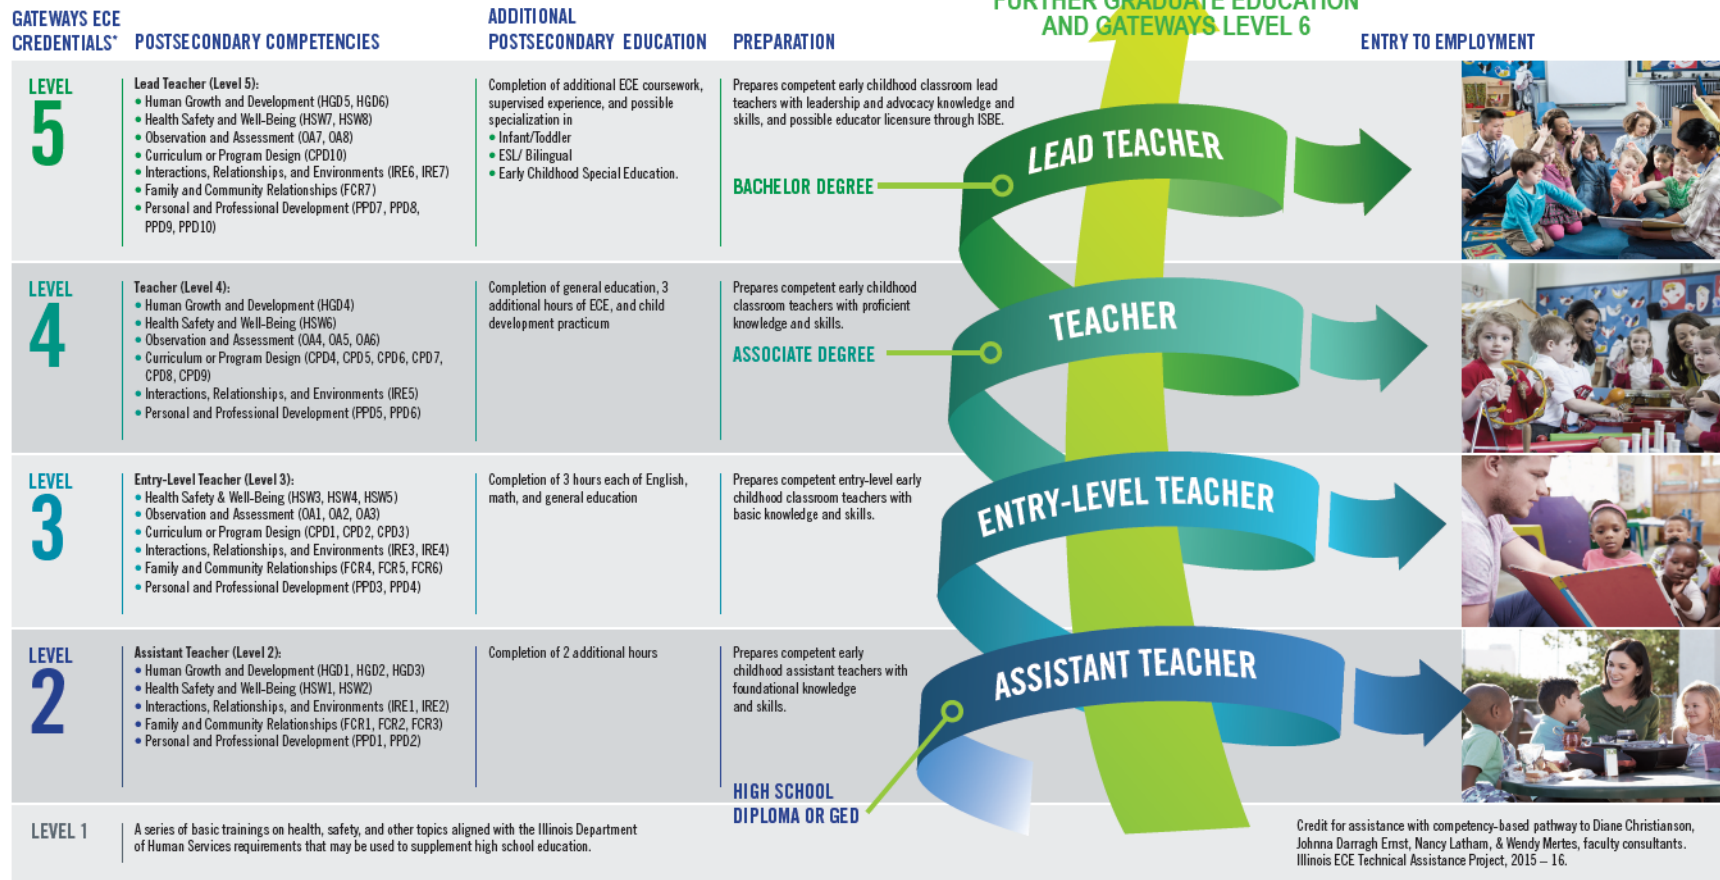 FURTHER GRADUATE EDUCATION
AND GATEWAYS LEVEL 6
GATEWAYS ECE
CREDENTIALS*
POSTSECONDARY COMPETENCIES
ADDITIONAL
POSTSECONDARY EDUCATION
PREPARATION
ENTRY TO EMPLOYMENT
LEVEL
5
Lead Teacher (Level 5):
• Human Growth and Development (HGD5, HGD6)
• Health Safety and Well-Being (HSW7, HSW8)
• Observation and Assessment (OA7, OA8)
• Curriculum or Program Design (CPD10)
• Interactions, Relationships, and Environments (IRE6, IRE7)
• Family and Community Relationships (FCR7)
• Personal and Professional Development (PPD7, PPD8,
PPD9, PPD10)
Completion of additional ECE coursework,
supervised experience, and possible
specialization in
• Infant/Toddler
• ESL/ Bilingual
• Early Childhood Special Education.
Prepares competent early childhood classroom lead
teachers with leadership and advocacy knowledge and
skills, and possible educator licensure through ISBE.
BACHELOR DEGREE
LEAD TEACHER
LEVEL
4
Teacher (Level 4):
• Human Growth and Development (HGD4)
• Health Safety and Well-Being (HSW6)
• Observation and Assessment (OA4, OA5, OA6)
• Curriculum or Program Design (CPD4, CPD5, CPD6, CPD7,
CPD8, CPD9)
• Interactions, Relationships, and Environments (IRE5)
• Personal and Professional Development (PPD5, PPD6)
Completion of general education, 3
additional hours of ECE, and child
development practicum
Prepares competent early childhood
classroom teachers with proficient
knowledge and skills.
ASSOCIATE DEGREE
TEACHER
LEVEL
3
Entry-Level Teacher (Level 3):
• Health Safety & Well-Being (HSW3, HSW4, HSW5)
• Observation and Assessment (OA1, OA2, OA3)
• Curriculum or Program Design (CPD1, CPD2, CPD3)
• Interactions, Relationships, and Environments (IRE3, IRE4)
• Family and Community Relationships (FCR4, FCR5, FCR6)
• Personal and Professional Development (PPD3, PPD4)
Completion of 3 hours each of English,
math, and general education
Prepares competent entry-level early
childhood classroom teachers with
basic knowledge and skills.
ENTRY-LEVEL TEACHER
LEVEL
2
Assistant Teacher (Level 2):
• Human Growth and Development (HGD1, HGD2, HGD3)
• Health Safety and Well-Being (HSW1, HSW2)
• Interactions, Relationships, and Environments (IRE1, IRE2)
• Family and Community Relationships (FCR1, FCR2, FCR3)
• Personal and Professional Development (PPD1, PPD2)
Completion of 2 additional hours
Prepares competent early
childhood assistant teachers with
foundational knowledge
and skills.
HIGH SCHOOL
DIPLOMA OR GED
ASSISTANT TEACHER
LEVEL 1
A series of basic trainings on health, safety, and other topics aligned with the Illinois Department
of Human Services requirements that may be used to supplement high school education.
Credit for assistance with competency-based pathway to Diane Christianson,
Johnna Darragh Ernst, Nancy Latham, & Wendy Mertes, faculty consultants.
Illinois ECE Technical Assistance Project, 2015 – 16.